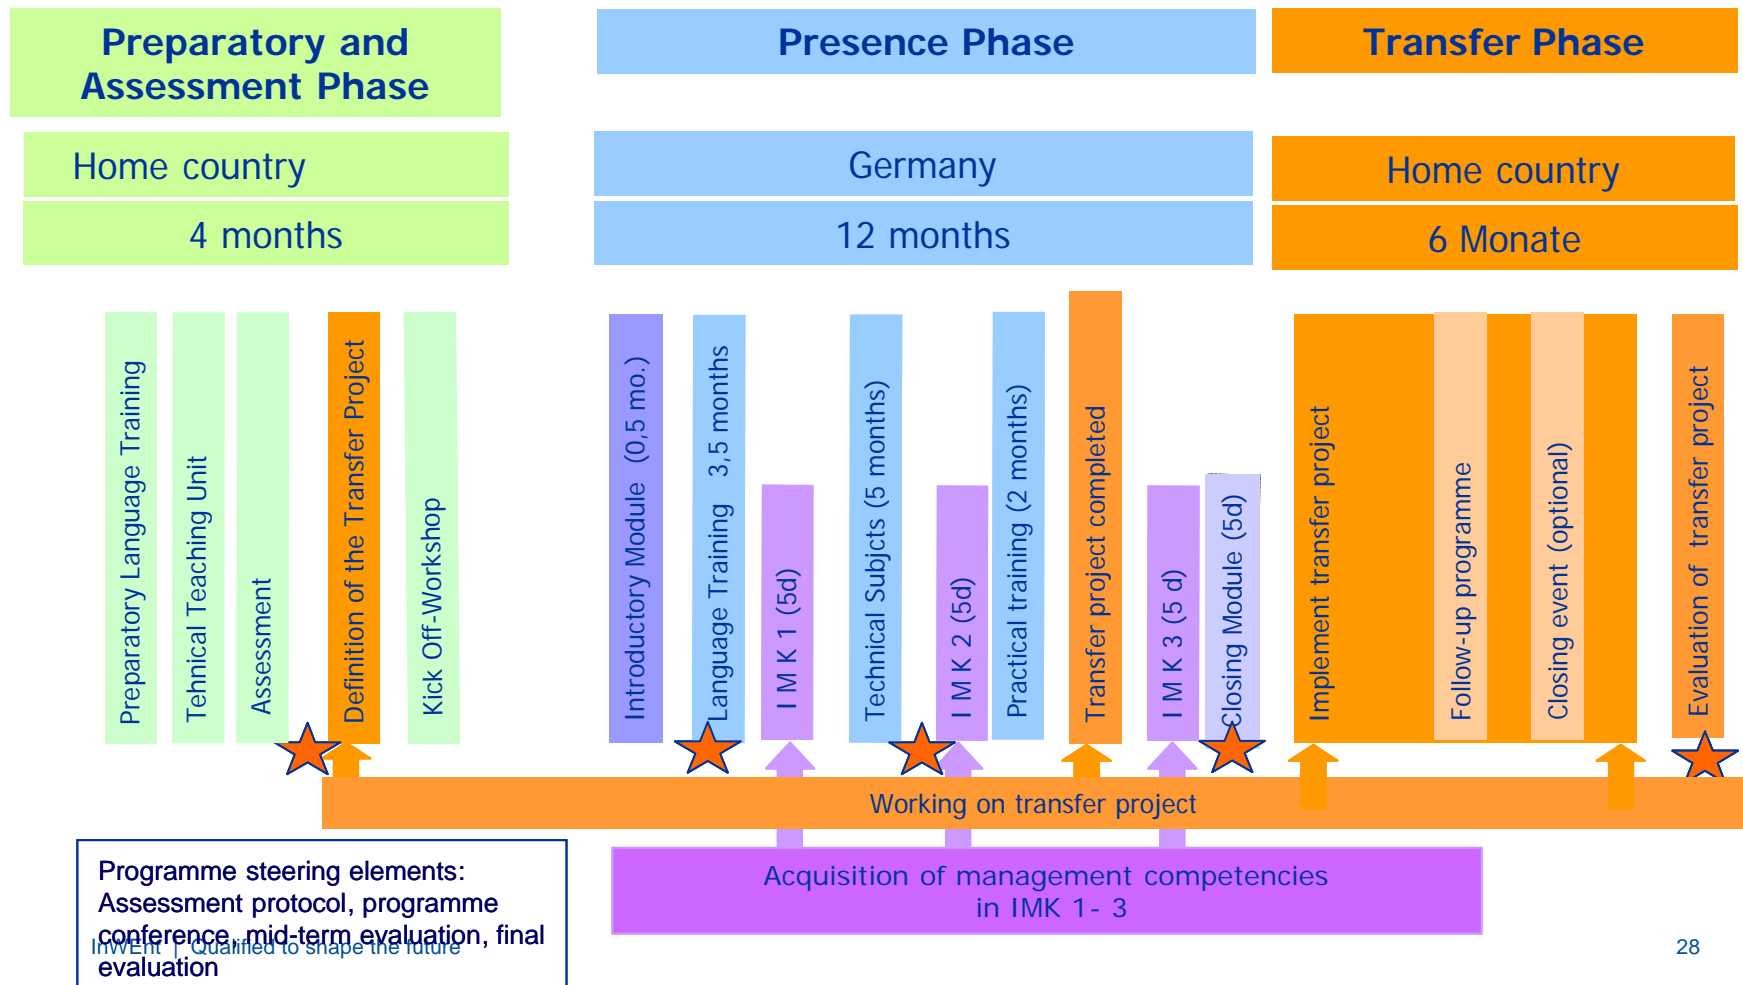 Preparatory and
Assessment Phase
Presence Phase
Transfer Phase
Home country
Germany
Home country
4 months
12 months
6 Monate
Preparatory Language Training
Tehnical Teaching Unit
Assessment
Definition of the Transfer Project
Kick Off-Workshop
Introductory Module (0,5 mo.)
Language Training 3,5 months
I M K 1 (5d)
Technical Subjcts (5 months)
I M K 2 (5d)
Practical training (2 months)
Transfer project completed
I M K 3 (5 d)
Closing Module (5d)
Implement transfer project
Follow-up programme
Closing event (optional)
Evaluation of transfer project
Working on transfer project
Acquisition of management competencies
in IMK 1- 3
Programme steering elements:
Assessment protocol, programme
conference, mid-term evaluation, final
evaluation
InWEnt | Qualified to shape the future
28